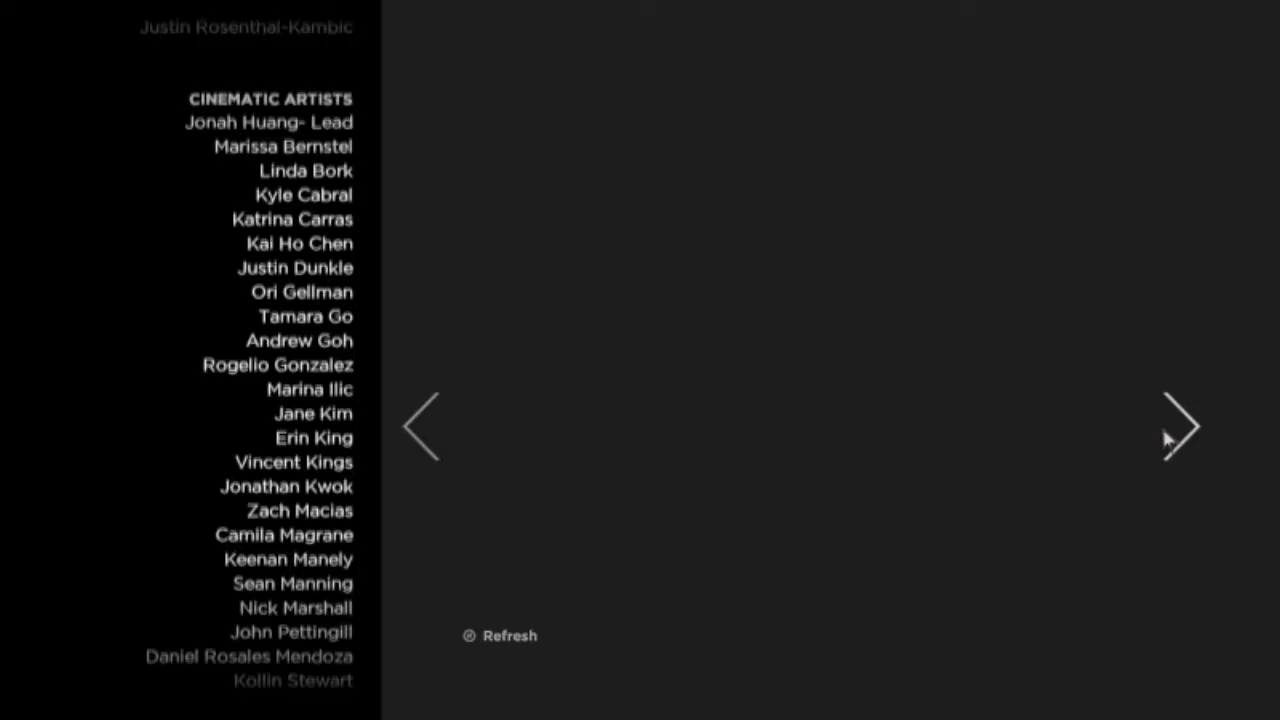 Justin Rosenthal-Kambic
CINEMATIC ARTISTS
Jonah Huang- Lead
Marissa Bernstel
Linda Bork
Kyle Cabral
Katrina Carras
Kai Ho Chen
Justin Dunkle
Ori Gellman
Tamara Go
Andrew Goh
Rogelio Gonzalez
Marina Ilic
Jane Kim
Erin King
Vincent Kings
Jonathan Kwok
Zach Macias
Camila Magrane
Keenan Manely
Sean Manning
Nick Marshall
John Pettingill
Daniel Rosales Mendoza
Kollin Stewart
Refresh